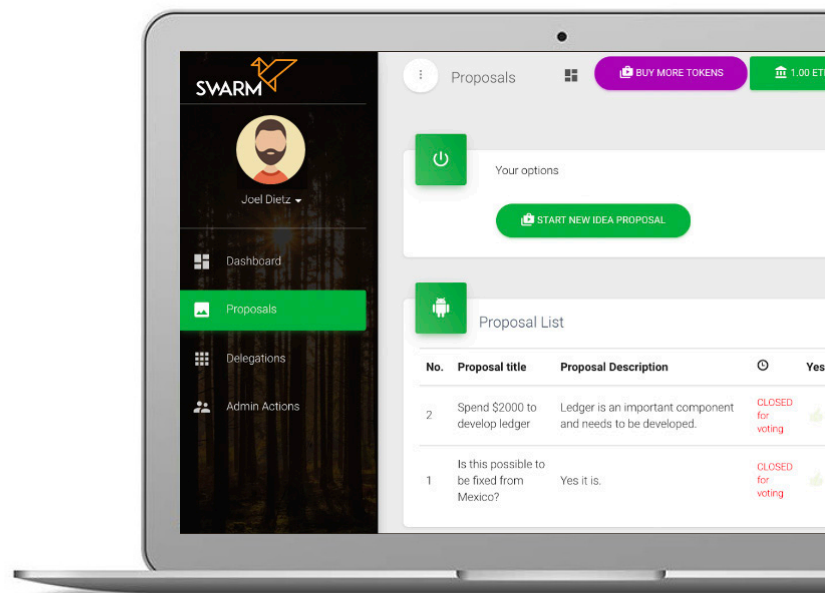 SWARM
Joel Dietz
Dashboard
Proposals
Delegations
Admin Actions
Proposals
BUY MORE TOKENS
1.00 ETH
Your options
START NEW IDEA PROPOSAL
Proposal List
No. Proposal title Proposal Description Yes
2 Spend $2000 to develop ledger Ledger is an important component and needs to be developed. CLOSED for voting
1 Is this possible to be fixed from Mexico? Yes it is. CLOSED for voting